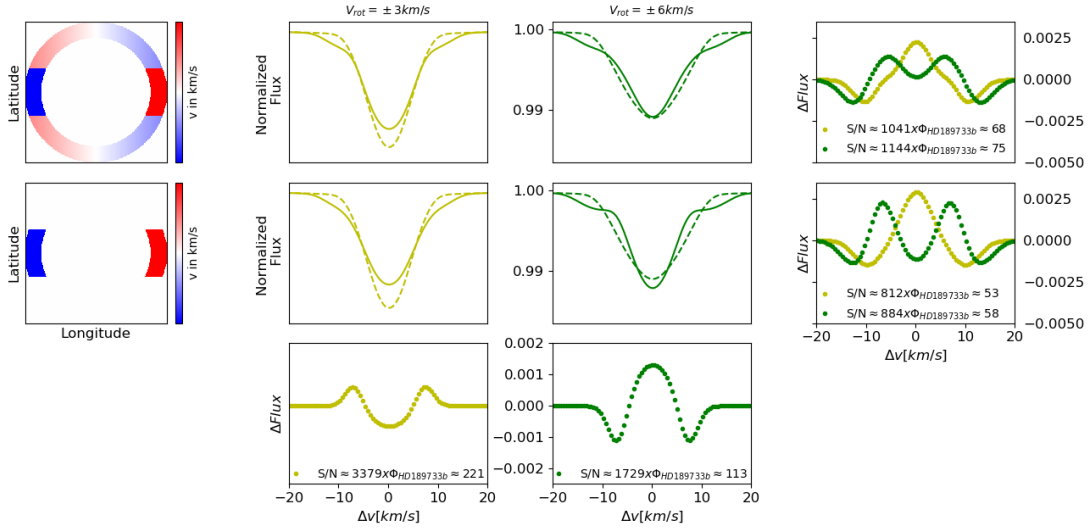 V_rot = ±3km/s
V_rot = ±6km/s
Latitude
v in km/s
Normalized
Flux
1.00
0.99
Normalized
Flux
ΔFlux
0.0025
0.0000
−0.0025
−0.0050
S/N≈1041xΦ_HD189733b≈68
S/N≈1144xΦ_HD189733b≈75
Latitude
Longitude
v in km/s
Normalized
Flux
1.00
0.99
ΔFlux
0.0025
0.0000
−0.0025
−0.0050
S/N≈812xΦ_HD189733b≈53
S/N≈884xΦ_HD189733b≈58
−20 −10 0 10 20
Δv[km/s]
ΔFlux
0.002
0.001
0.000
−0.001
−0.002
S/N≈3379xΦ_HD189733b≈221
S/N≈1729xΦ_HD189733b≈113
−20 −10 0 10 20
Δv[km/s]
−20 −10 0 10 20
Δv[km/s]